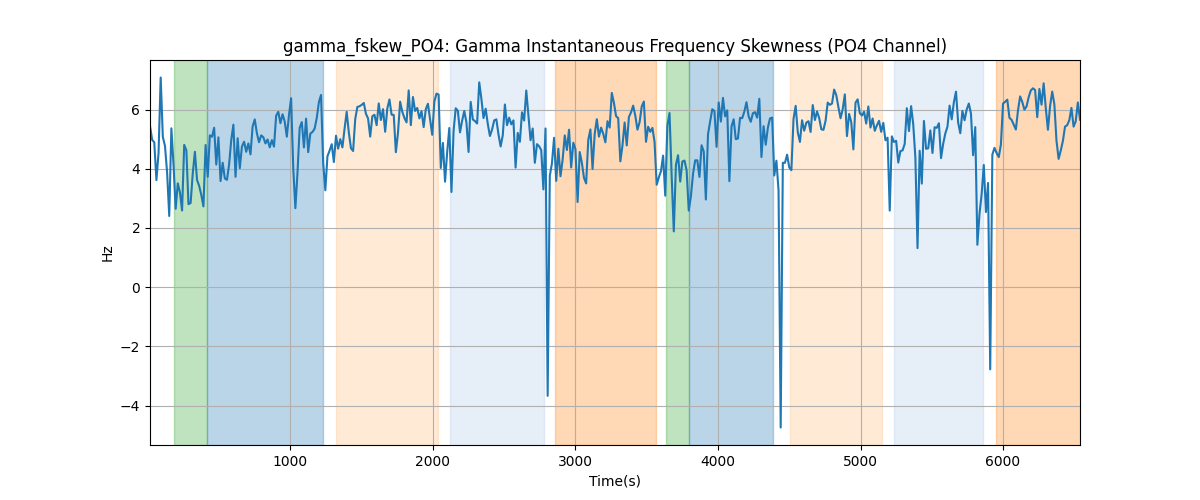 gamma_fskew_PO4: Gamma Instantaneous Frequency Skewness (PO4 Channel)
6
4
2
0
−2
−4
Hz
1000 2000 3000 4000 5000 6000
Time(s)